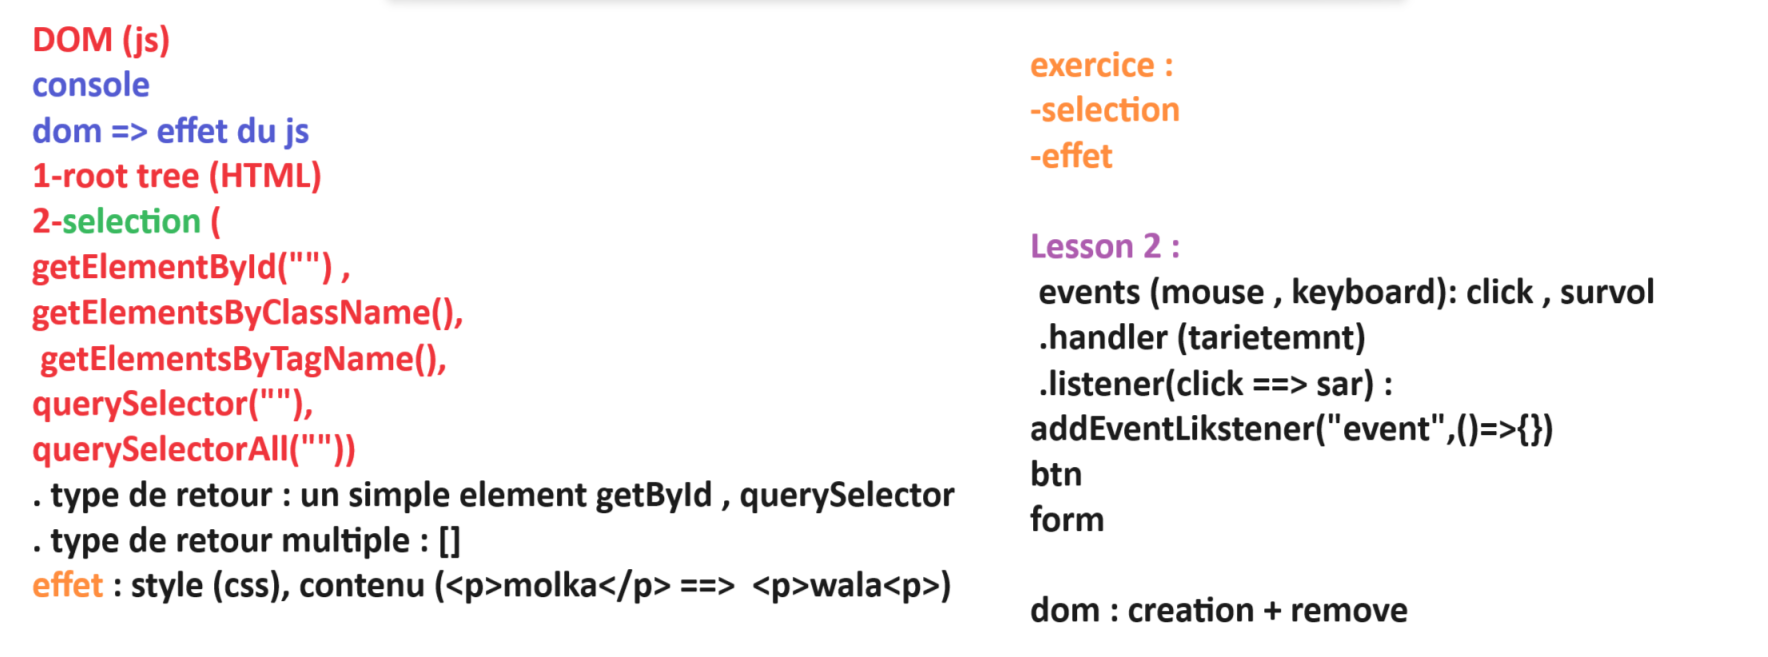 DOM (js)
console
dom => effet du js
1-root tree (HTML)
2-selection (
getElementById("") ,
getElementsByClassName(),
getElementsByTagName(),
querySelector(""),
querySelectorAll(""))
. type de retour : un simple element getById , querySelector
. type de retour multiple : []
effet : style (css), contenu (<p>molka</p> ==> <p>wala<p>)
exercice :
-selection
-effet
Lesson 2 :
events (mouse , keyboard): click , survol
.handler (tarietemnt)
.listener(click ==> sar) :
addEventLikstener("event",()=>{})
btn
form
dom : creation + remove